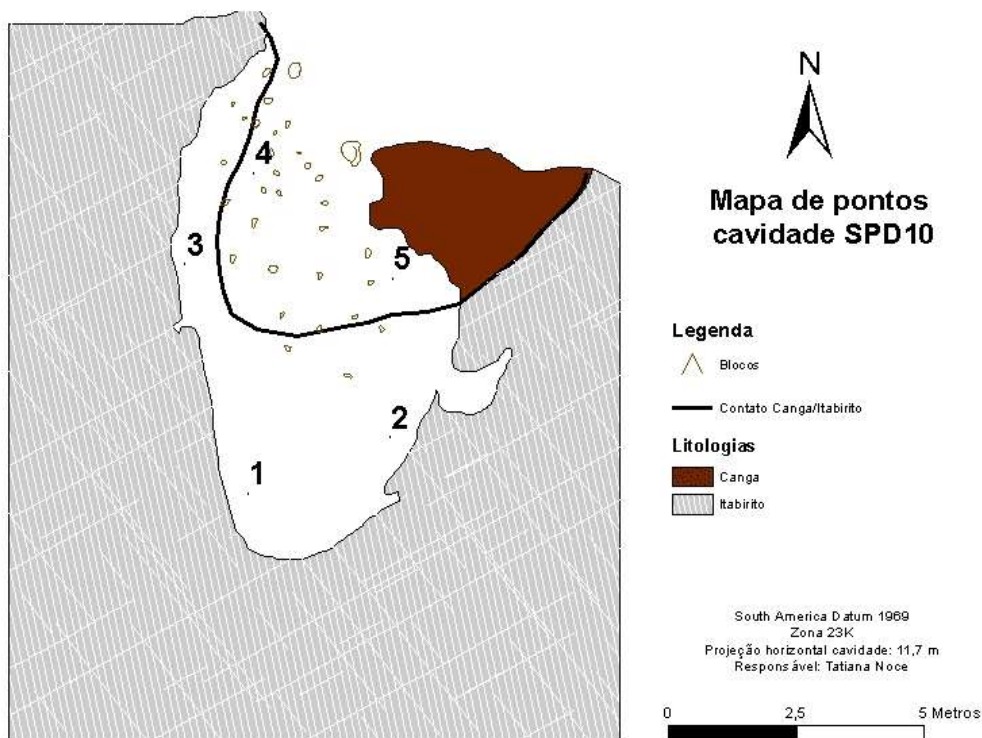 N
Mapa de pontos
cavidade SPD10
4
3
5
2
1
Legenda
Blocos
Contato Canga/Itabirito
Litologias
Canga
Itabirito
South America Datum 1969
Zona 23K
Projeção horizontal cavidade: 11,7 m
Responsável: Tatiana Noce
0 2,5 5 Metros